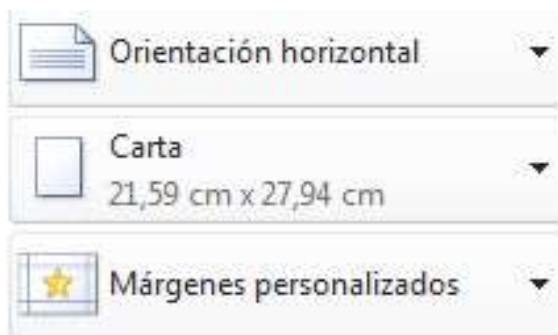 Orientación horizontal
Carta
21,59 cm x 27,94 cm
Márgenes personalizados